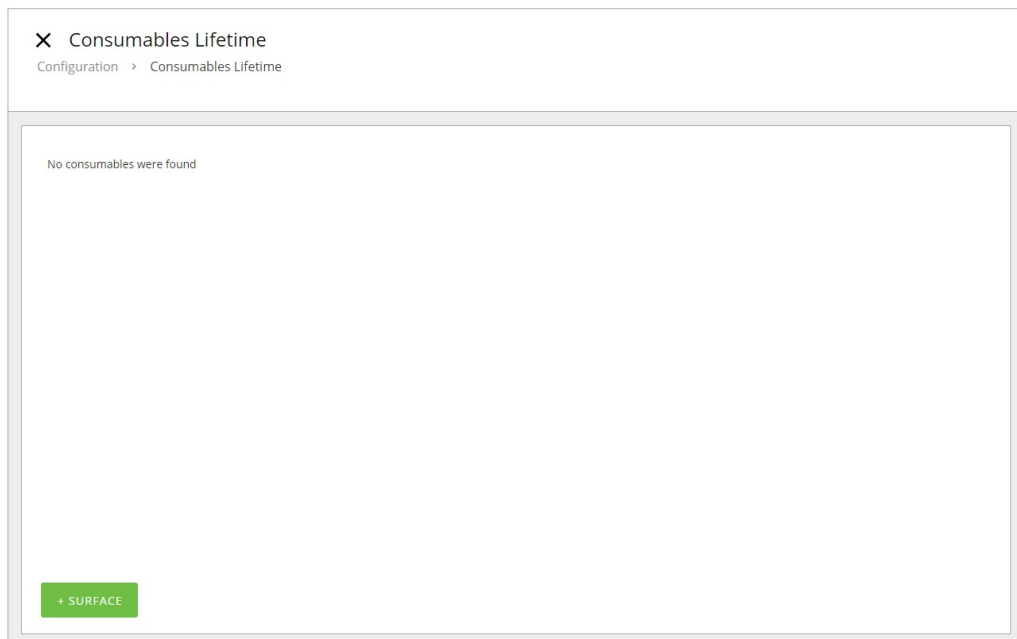 Consumables Lifetime
Configuration > Consumables Lifetime
No consumables were found
+ SURFACE